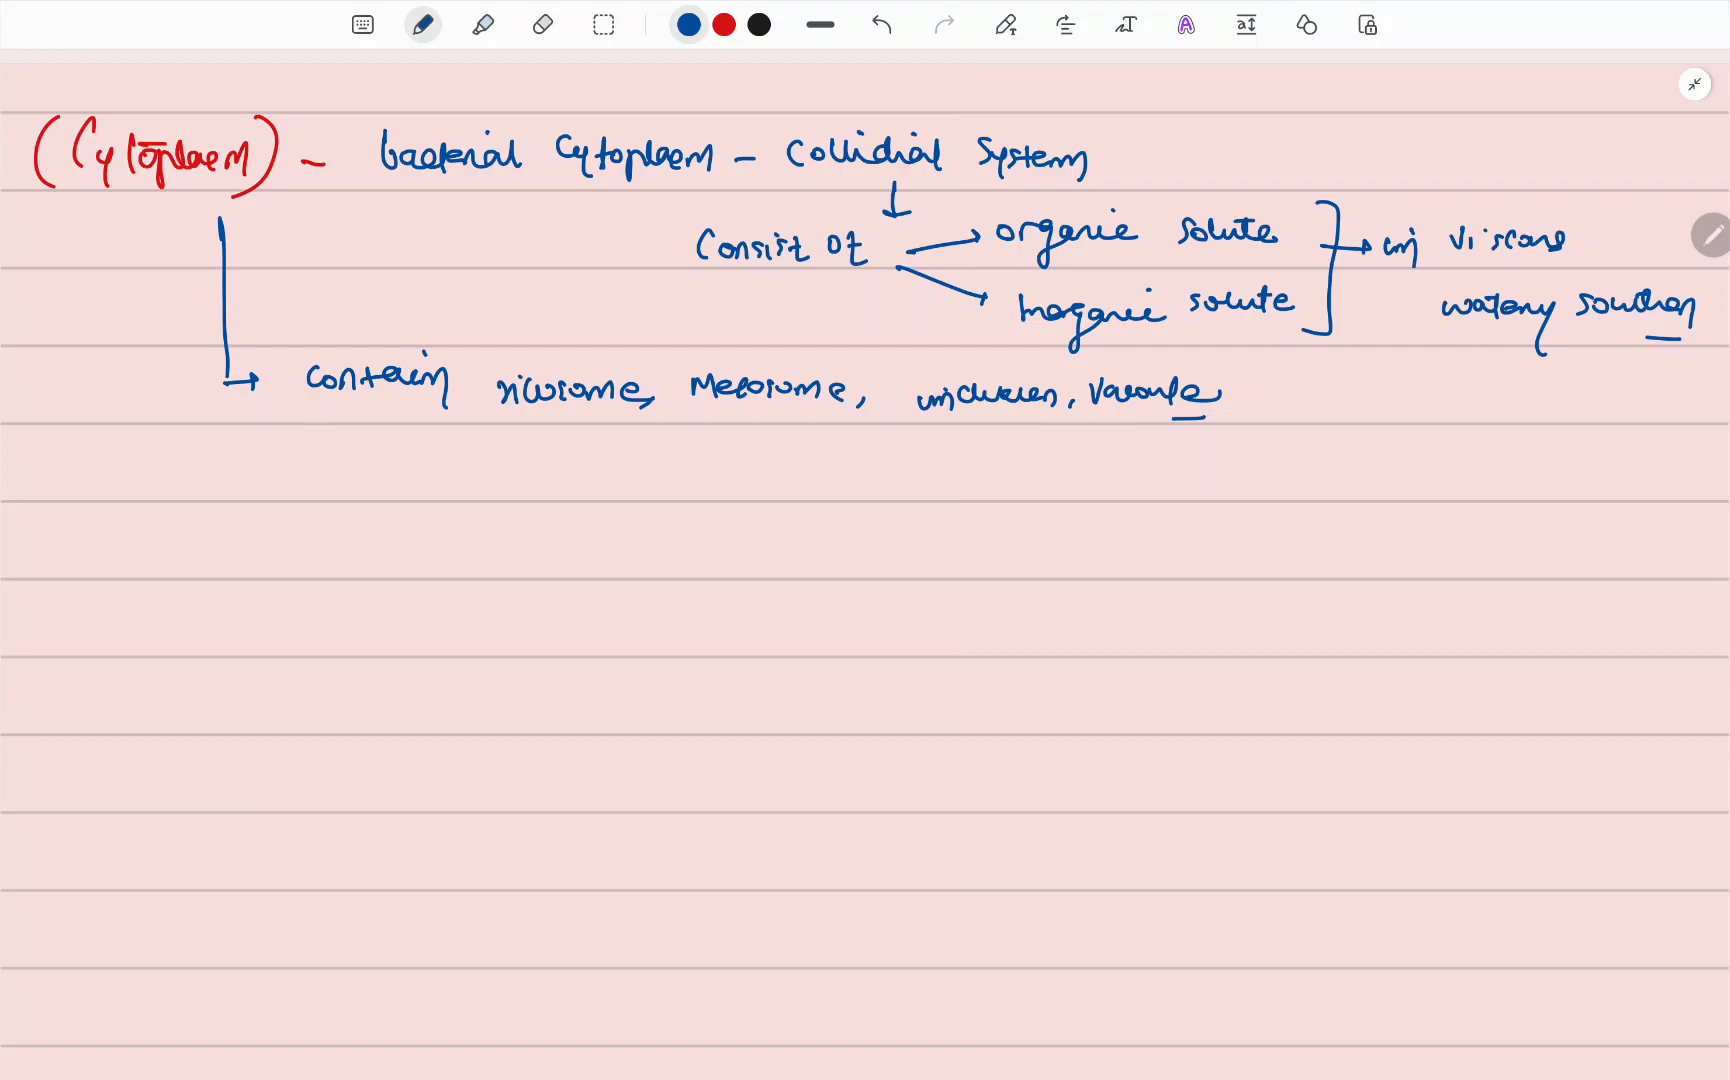 (Cytoplasm) - bacterial Cytoplasm - Collidial System
Consist of → organic solute
→ in viscous
Inorganic solute
watery solution
→ contain ribosome, Mesosome, inclusion, Vacuole